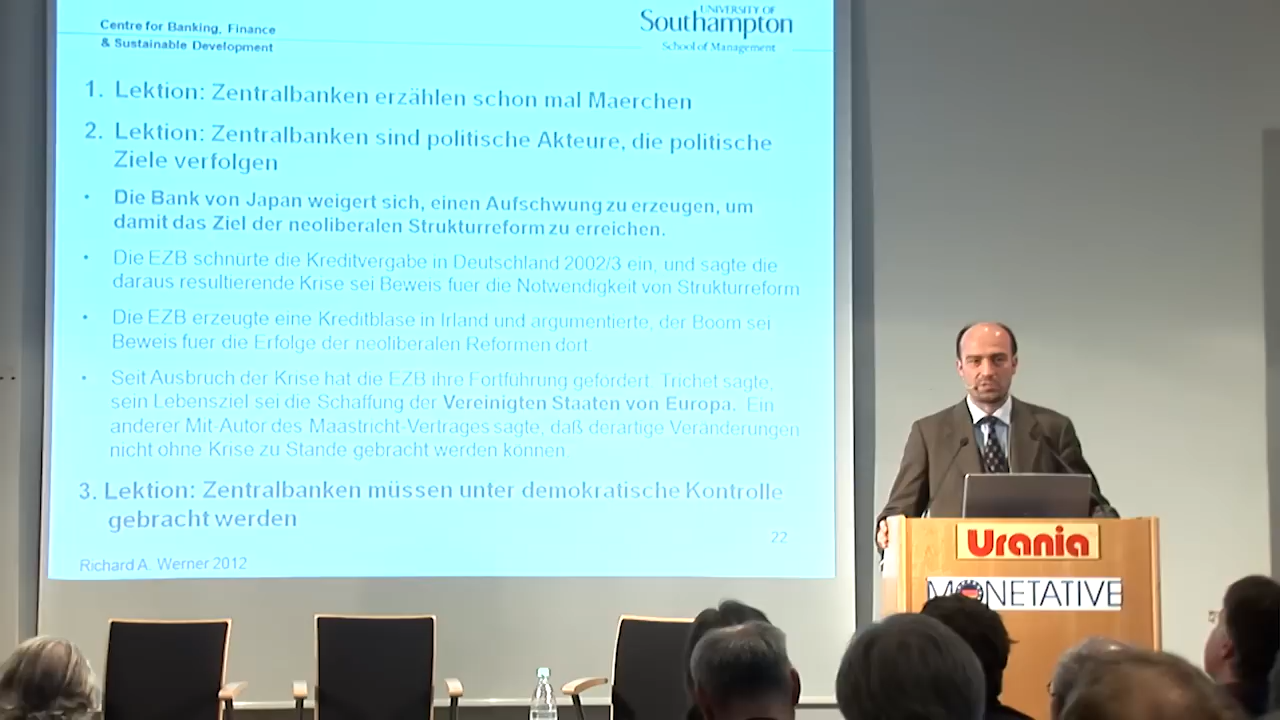 Centre for Banking, Finance
& Sustainable Development
UNIVERSITY OF
Southampton
School of Management
1. Lektion: Zentralbanken erzählen schon mal Maerchen
2. Lektion: Zentralbanken sind politische Akteure, die politische
Ziele verfolgen
• Die Bank von Japan weigert sich, einen Aufschwung zu erzeugen, um
damit das Ziel der neoliberalen Strukturreform zu erreichen.
• Die EZB schnürte die Kreditvergabe in Deutschland 2002/3 ein, und sagte die
daraus resultierende Krise sei Beweis fuer die Notwendigkeit von Strukturreform
• Die EZB erzeugte eine Kreditblase in Irland und argumentierte, der Boom sei
Beweis fuer die Erfolge der neoliberalen Reformen dort
• Seit Ausbruch der Krise hat die EZB ihre Fortführung gefordert. Trichet sagte,
sein Lebensziel sei die Schaffung der Vereinigten Staaten von Europa. Ein
anderer Mit-Autor des Maastricht-Vertrages sagte, daß derartige Veränderungen
nicht ohne Krise zu Stande gebracht werden können.
3. Lektion: Zentralbanken müssen unter demokratische Kontrolle
gebracht werden
22
Richard A. Werner 2012
Urania
MONETATIVE